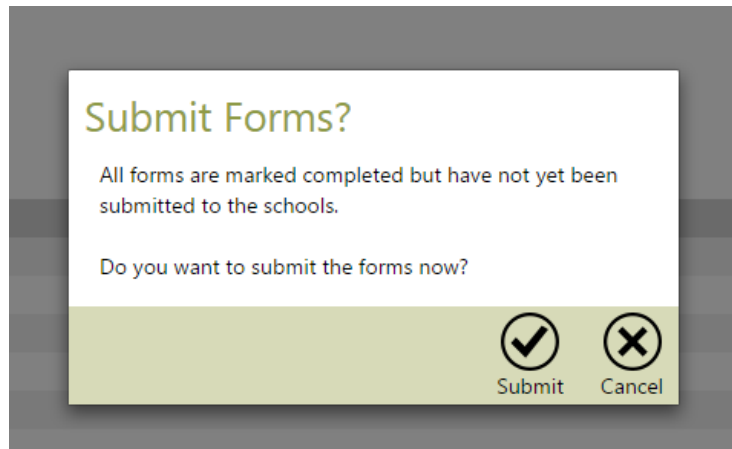 Submit Forms?
All forms are marked completed but have not yet been
submitted to the schools.
Do you want to submit the forms now?
Submit Cancel